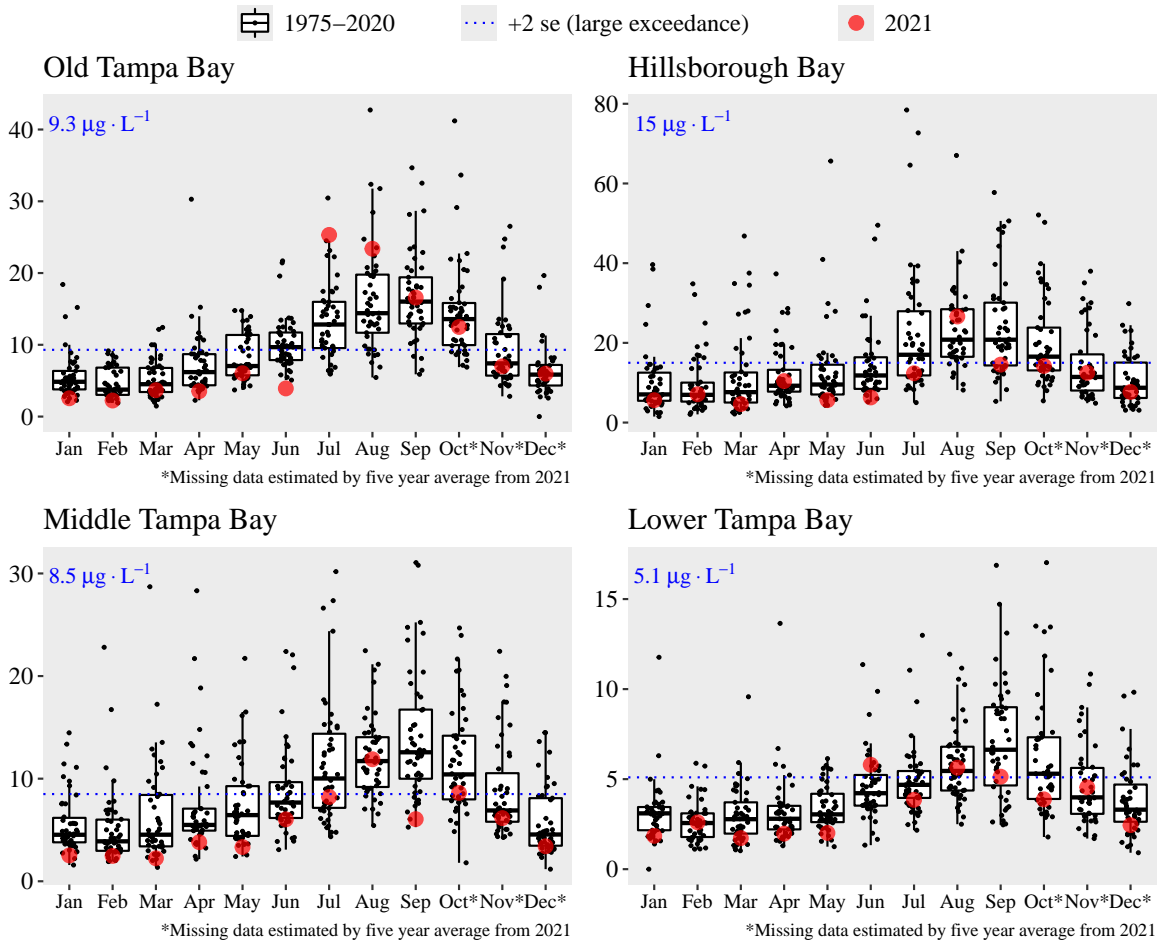 1975–2020 +2 se (large exceedance) 2021
Old Tampa Bay
9.3 μg · L⁻¹
40
30
20
10
0
Jan Feb Mar Apr May Jun Jul Aug Sep Oct* Nov* Dec*
*Missing data estimated by five year average from 2021
Hillsborough Bay
15 μg · L⁻¹
80
60
40
20
0
Jan Feb Mar Apr May Jun Jul Aug Sep Oct* Nov* Dec*
*Missing data estimated by five year average from 2021
Middle Tampa Bay
8.5 μg · L⁻¹
30
20
10
0
Jan Feb Mar Apr May Jun Jul Aug Sep Oct* Nov* Dec*
*Missing data estimated by five year average from 2021
Lower Tampa Bay
5.1 μg · L⁻¹
15
10
5
0
Jan Feb Mar Apr May Jun Jul Aug Sep Oct* Nov* Dec*
*Missing data estimated by five year average from 2021